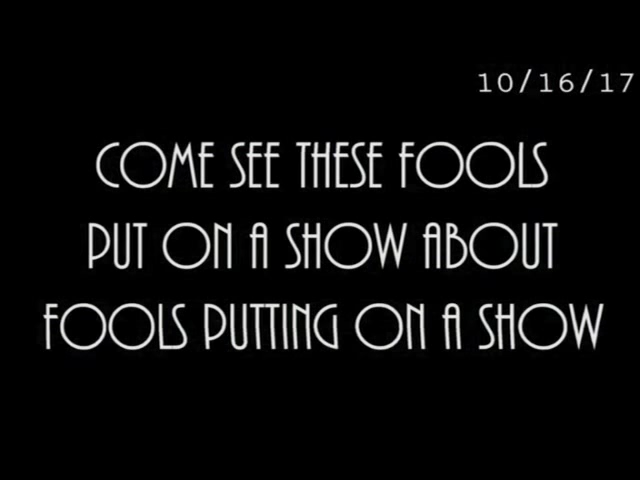 10/16/17
COME SEE THESE FOOLS
PUT ON A SHOW ABOUT
FOOLS PUTTING ON A SHOW